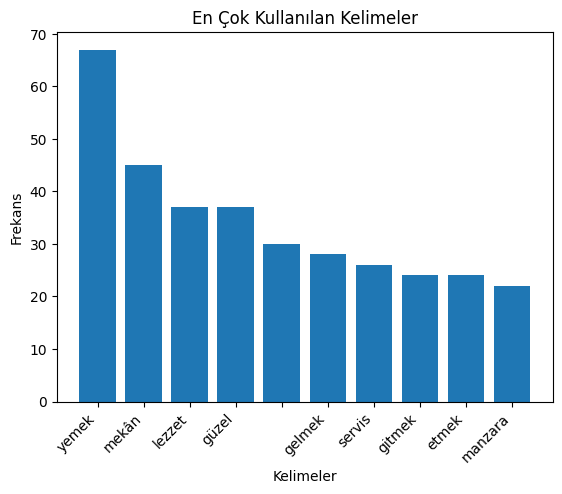 En Çok Kullanılan Kelimeler
Frekans
70
60
50
40
30
20
10
0
yemek
mekân
lezzet
güzel
gelmek
servis
gitmek
etmek
manzara
Kelimeler